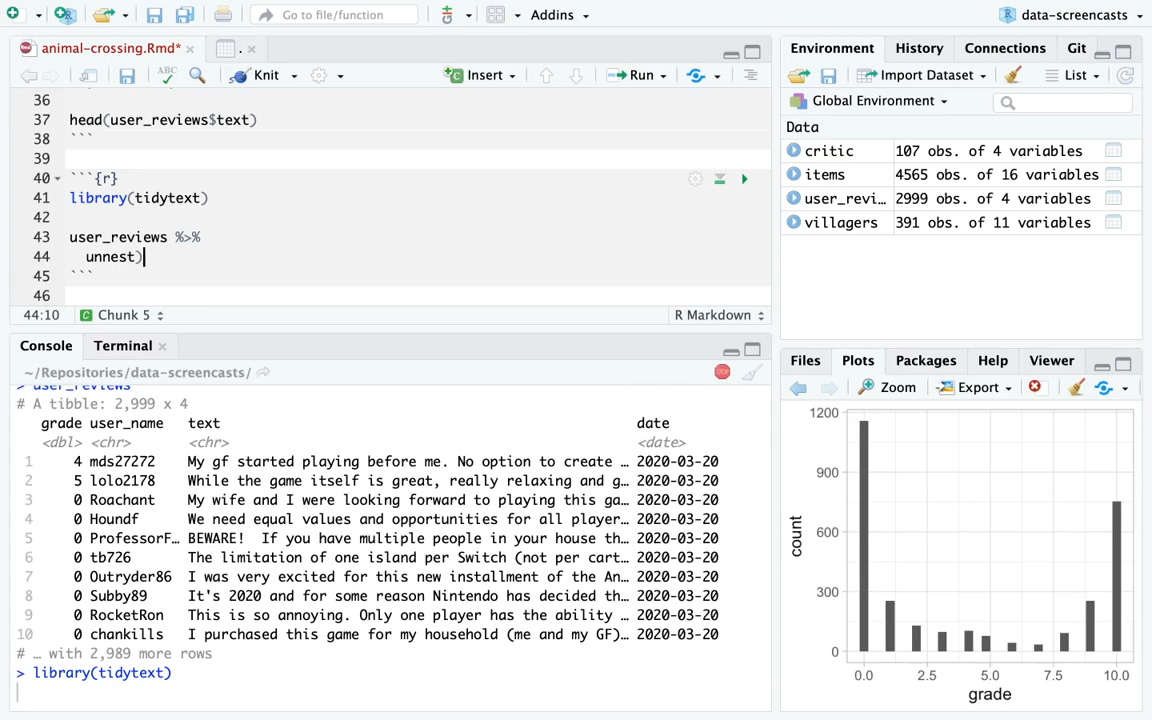 Go to file/function
Addins
data-screencasts
animal-crossing.Rmd*
.
ABC
Knit
Insert
Run
36
37 head(user_reviews$text)
38 ```
39
40 ```{r}
41 library(tidytext)
42
43 user_reviews %>%
44 unnest)
45 ```
46
44:10
C Chunk 5
R Markdown
Console
Terminal
~/Repositories/data-screencasts/
STOP
> user_reviews
# A tibble: 2,999 x 4
grade user_name text date
<dbl> <chr> <chr> <date>
1 4 mds27272 My gf started playing before me. No option to create … 2020-03-20
2 5 lolo2178 While the game itself is great, really relaxing and g… 2020-03-20
3 0 Roachant My wife and I were looking forward to playing this ga… 2020-03-20
4 0 Houndf We need equal values and opportunities for all player… 2020-03-20
5 0 ProfessorF… BEWARE! If you have multiple people in your house th… 2020-03-20
6 0 tb726 The limitation of one island per Switch (not per cart… 2020-03-20
7 0 Outryder86 I was very excited for this new installment of the An… 2020-03-20
8 0 Subby89 It's 2020 and for some reason Nintendo has decided th… 2020-03-20
9 0 RocketRon This is so annoying. Only one player has the ability … 2020-03-20
10 0 chankills I purchased this game for my household (me and my GF)… 2020-03-20
# … with 2,989 more rows
> library(tidytext)
Environment
History
Connections
Git
Import Dataset
List
Global Environment
Data
critic 107 obs. of 4 variables
items 4565 obs. of 16 variables
user_revi… 2999 obs. of 4 variables
villagers 391 obs. of 11 variables
Files
Plots
Packages
Help
Viewer
Zoom
Export
1200
900
600
300
0
count
0.0 2.5 5.0 7.5 10.0
grade